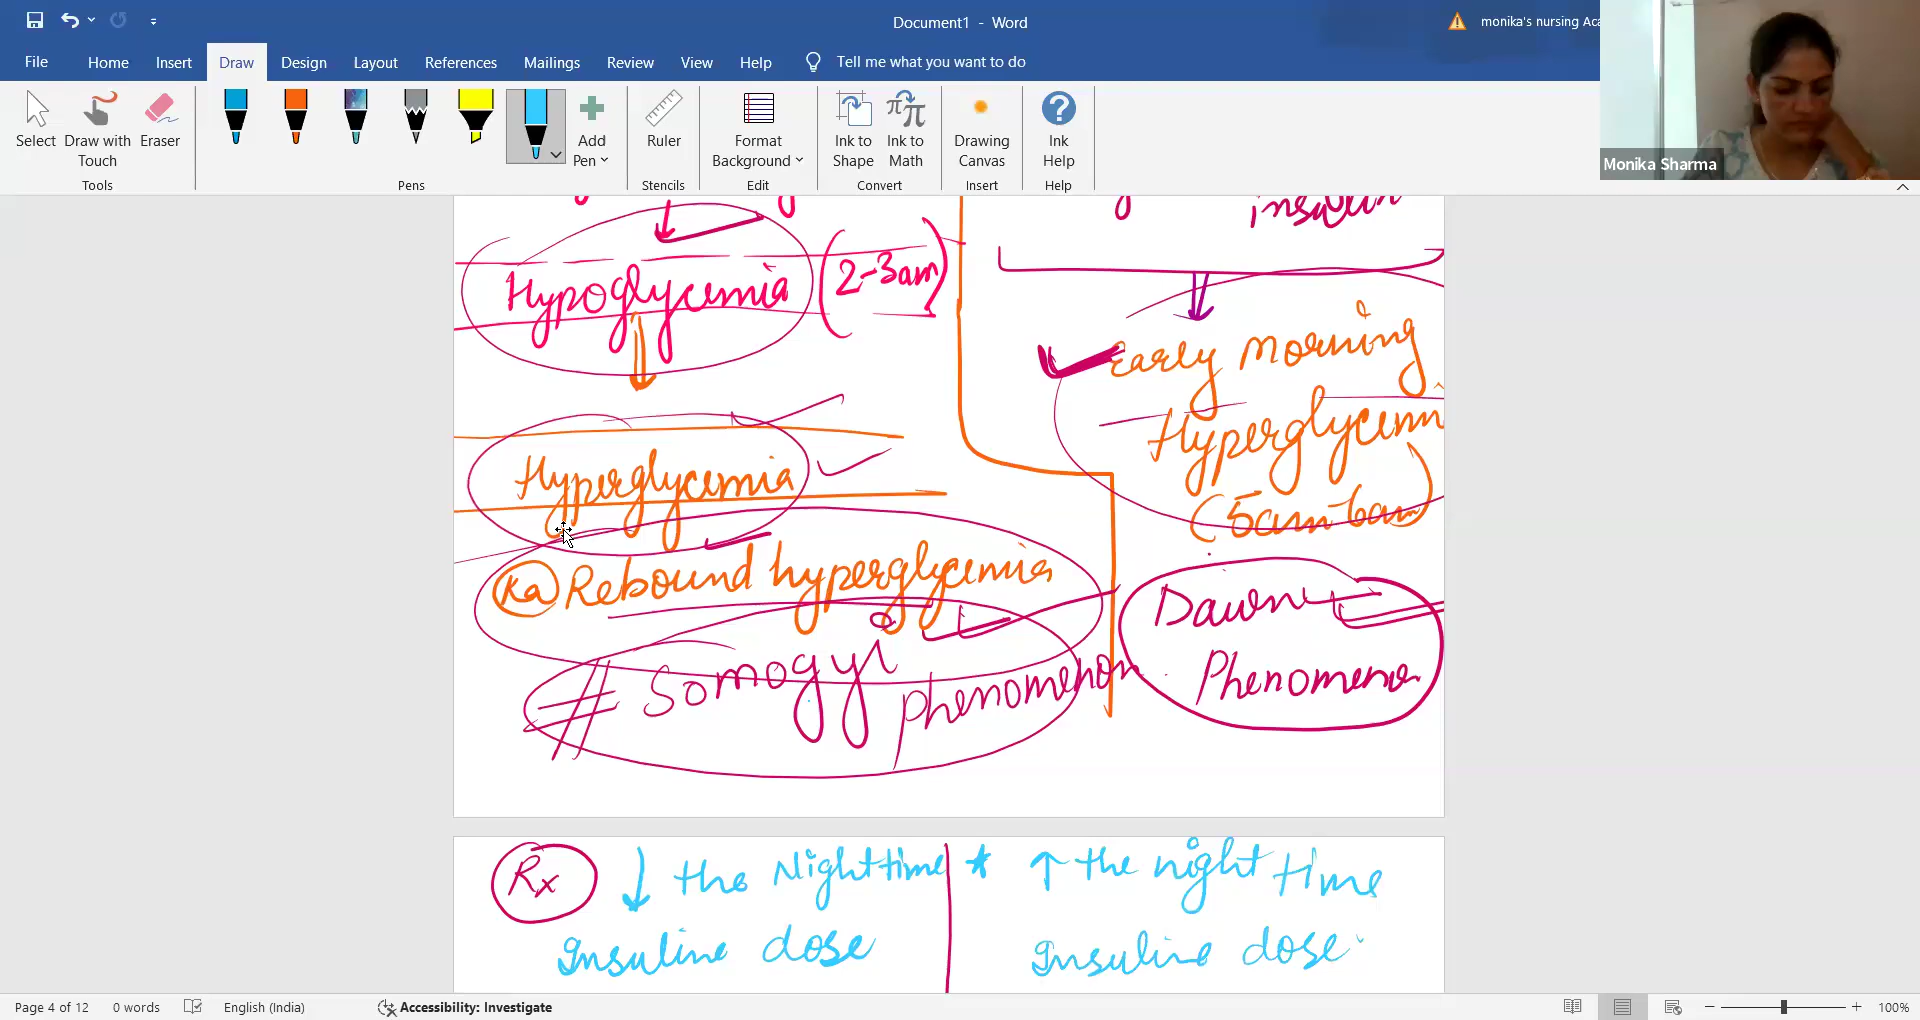 Document1 - Word
monika's nursing Aca
File Home Insert Draw Design Layout References Mailings Review View Help Tell me what you want to do
Select Draw with Touch Eraser Add Pen Ruler Format Background Ink to Shape Ink to Math Drawing Canvas Ink Help
Tools Pens Stencils Edit Convert Insert Help
Monika Sharma
insulin
Hypoglycemia (2-3am)
Early Morning
Hyperglycemi
(5am-6am)
Hyperglycemia
Ka Rebound hyperglycemia
# Somogyi phenomenon
Dawn
Phenomenon
Rx ↓ the Nighttime
Insuline dose
* ↑ the night time
Insuline dose
Page 4 of 12 0 words English (India) Accessibility: Investigate 100%